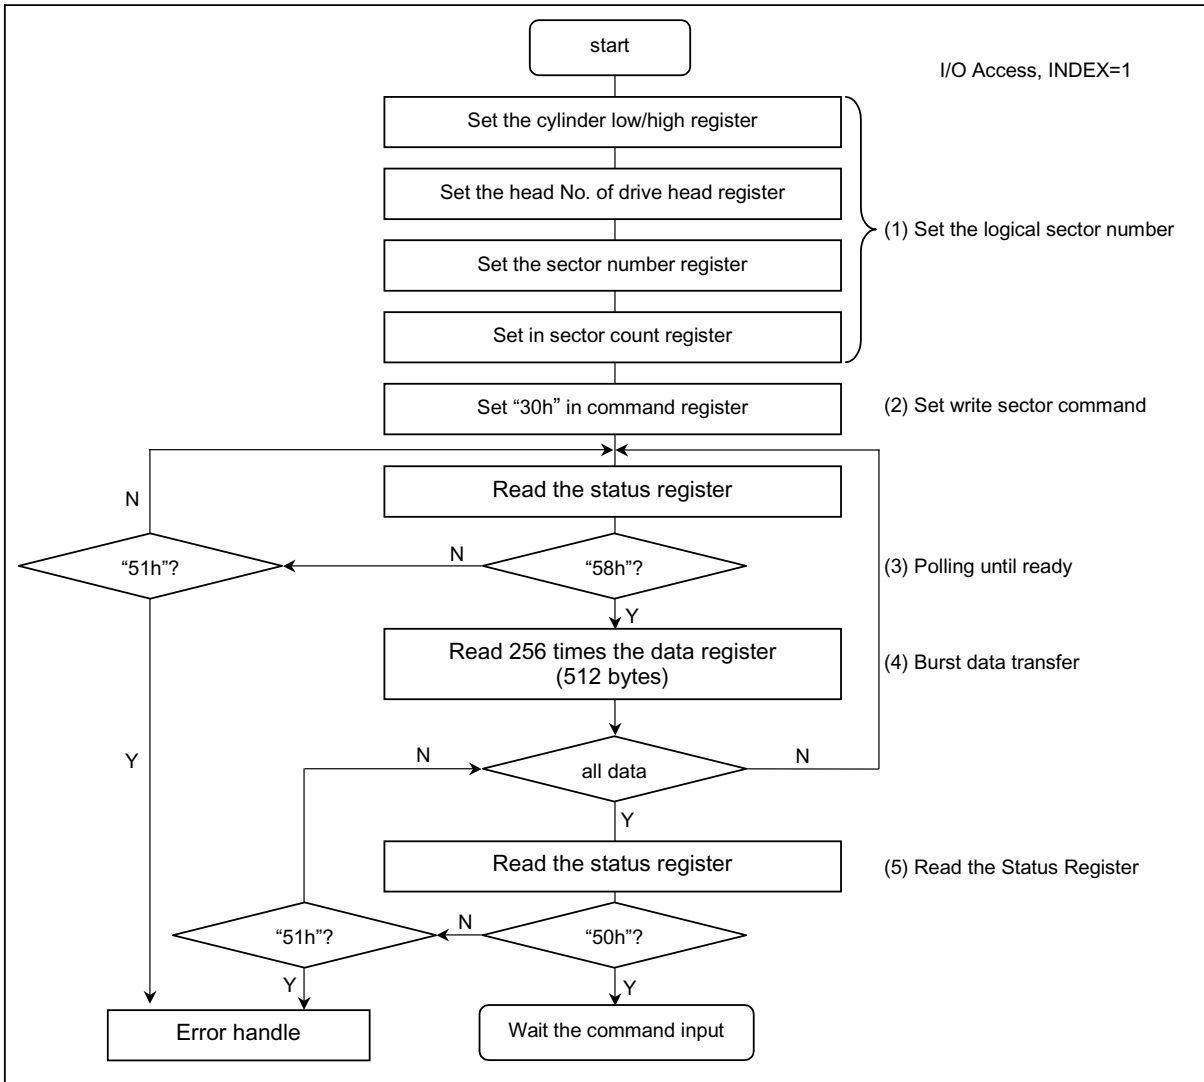 start
I/O Access, INDEX=1
Set the cylinder low/high register
Set the head No. of drive head register
(1) Set the logical sector number
Set the sector number register
Set in sector count register
Set “30h” in command register
(2) Set write sector command
N
Read the status register
“51h”?
N
“58h”?
(3) Polling until ready
Y
Read 256 times the data register
(512 bytes)
(4) Burst data transfer
Y
N
all data
N
Y
Read the status register
(5) Read the Status Register
“51h”?
N
“50h”?
Y
Y
Error handle
Wait the command input